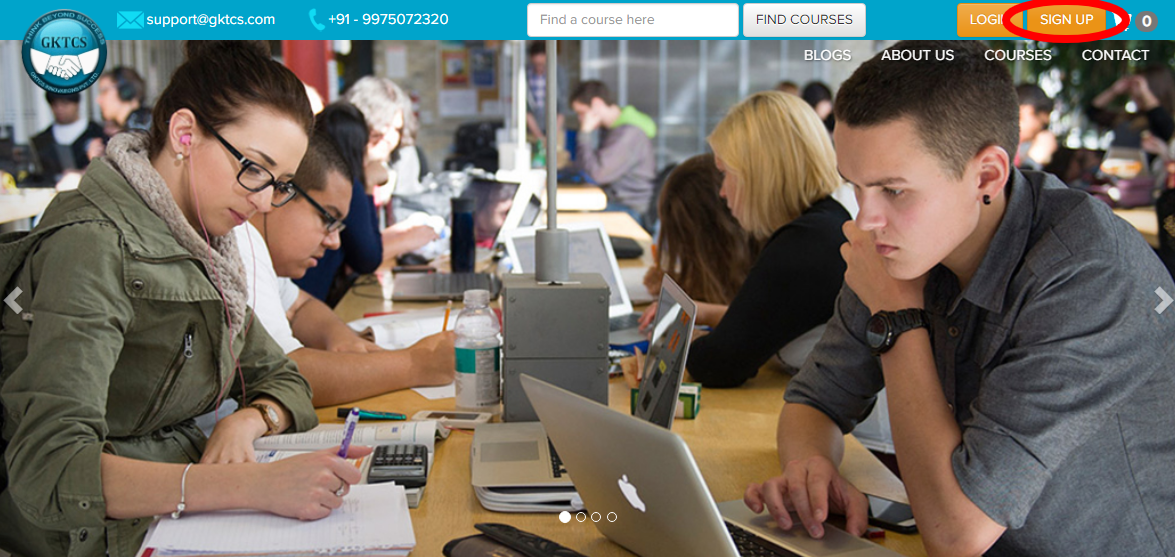 support@gktcs.com
+91 - 9975072320
Find a course here
FIND COURSES
SIGN UP
0
THINK BEYOND SUCCESS
GKTCS
BLOGS
ABOUT US
COURSES
CONTACT